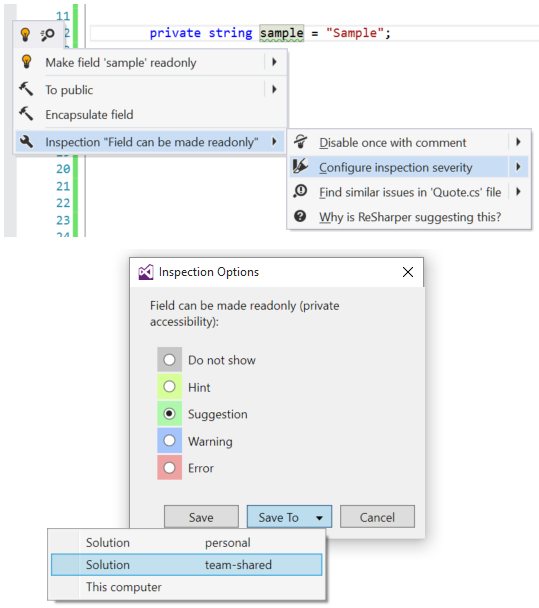 11
2 private string sample = "Sample";
Make field 'sample' readonly
To public
Encapsulate field
Inspection "Field can be made readonly"
Disable once with comment
Configure inspection severity
Find similar issues in 'Quote.cs' file
Why is ReSharper suggesting this?
20
21
22
23
Inspection Options
Field can be made readonly (private
accessibility):
Do not show
Hint
Suggestion
Warning
Error
Save Save To Cancel
Solution personal
Solution team-shared
This computer